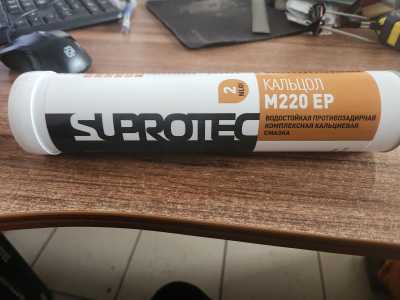 SUPROTEC
2
NLGI
КАЛЬЦОЛ
M220 EP
ВОДОСТОЙКАЯ ПРОТИВОЗАДИРНАЯ
КОМПЛЕКСНАЯ КАЛЬЦИЕВАЯ
СМАЗКА